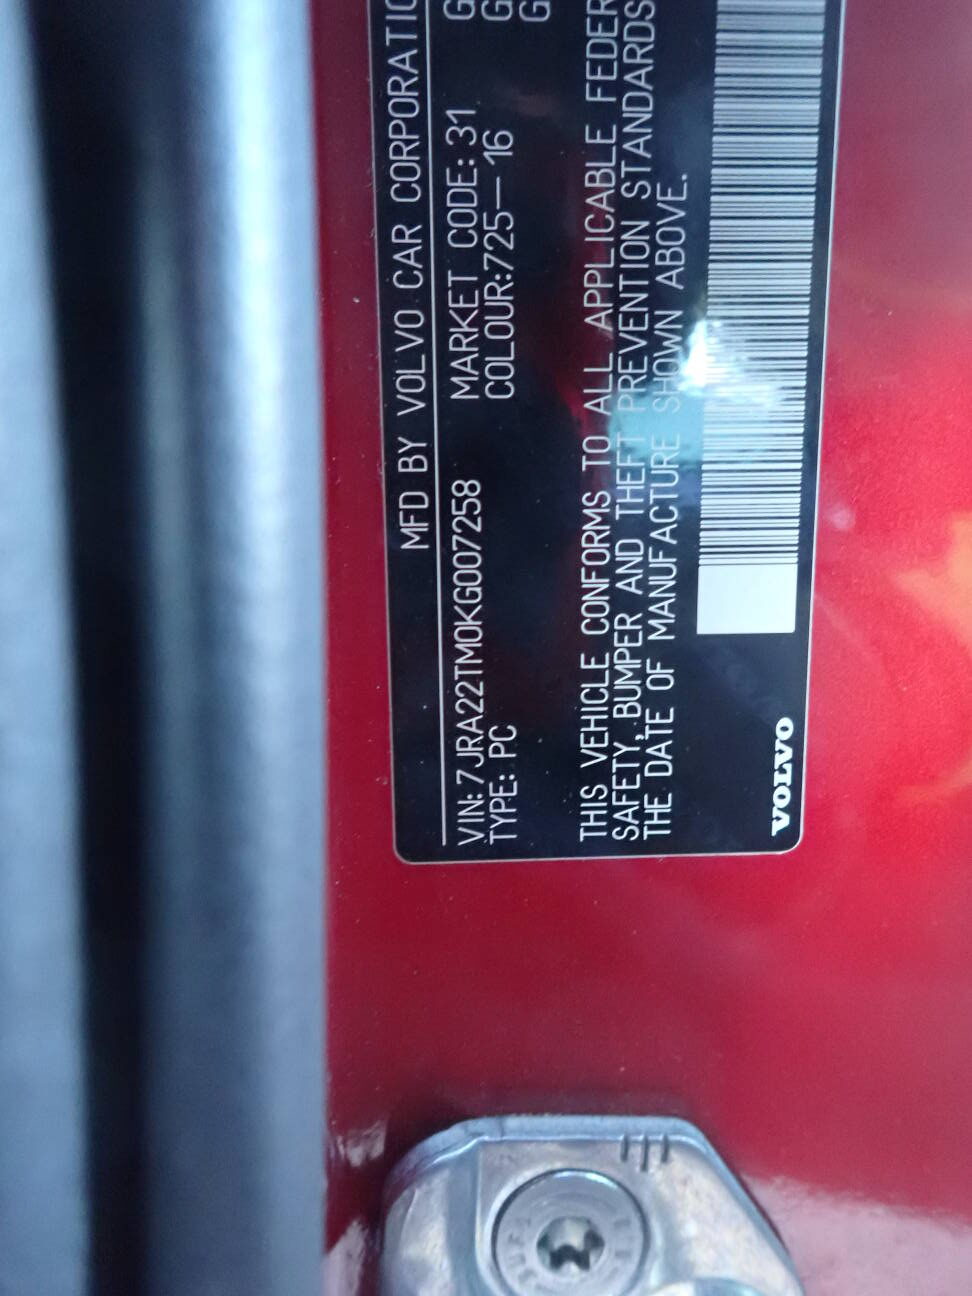 MFD BY VOLVO CAR CORPORATIO
VIN: 7JRA22TM0KG007258 MARKET CODE: 31 G
TYPE: PC COLOUR:725—16 G
G
THIS VEHICLE CONFORMS TO ALL APPLICABLE FEDER
SAFETY, BUMPER AND THEFT PREVENTION STANDARDS
THE DATE OF MANUFACTURE SHOWN ABOVE.
VOLVO